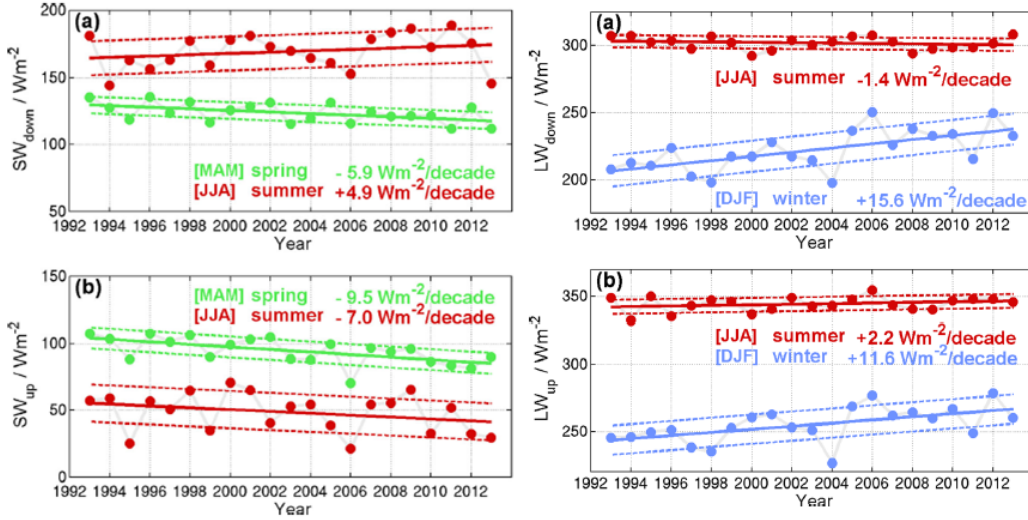 (a)
200
150
100
50
SW_down / Wm^-2
[MAM] spring - 5.9 Wm^-2/decade
[JJA] summer +4.9 Wm^-2/decade
1992 1994 1996 1998 2000 2002 2004 2006 2008 2010 2012
Year
(a)
300
250
200
LW_down / Wm^-2
[JJA] summer -1.4 Wm^-2/decade
[DJF] winter +15.6 Wm^-2/decade
1992 1994 1996 1998 2000 2002 2004 2006 2008 2010 2012
Year
(b)
150
100
50
0
SW_up / Wm^-2
[MAM] spring - 9.5 Wm^-2/decade
[JJA] summer - 7.0 Wm^-2/decade
1992 1994 1996 1998 2000 2002 2004 2006 2008 2010 2012
Year
(b)
350
300
250
LW_up / Wm^-2
[JJA] summer +2.2 Wm^-2/decade
[DJF] winter +11.6 Wm^-2/decade
1992 1994 1996 1998 2000 2002 2004 2006 2008 2010 2012
Year